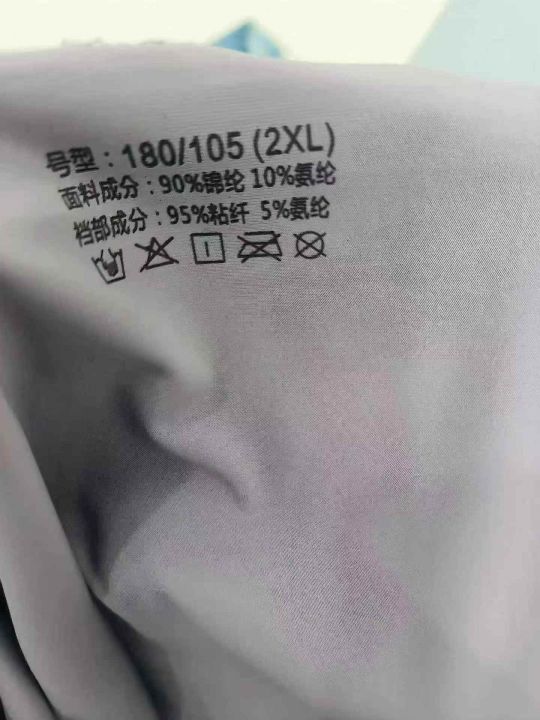 号型：180/105 (2XL)
面料成分：90%锦纶 10%氨纶
裆部成分：95%粘纤 5%氨纶